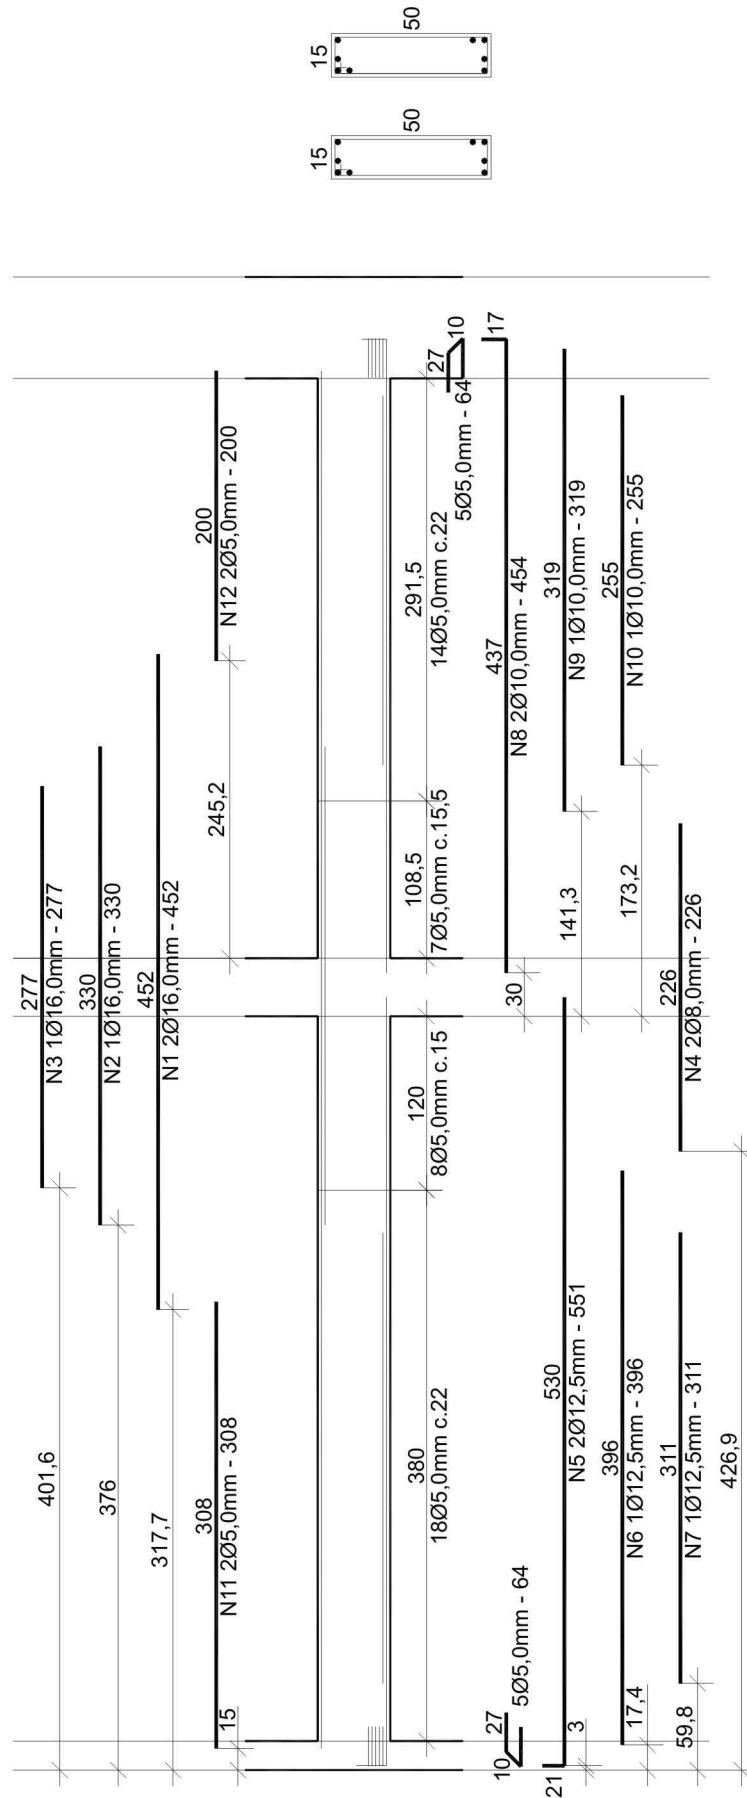 401,6
277
N3 1Ø16,0mm - 277
376
330
N2 1Ø16,0mm - 330
317,7
452
N1 2Ø16,0mm - 452
15
308
N11 2Ø5,0mm - 308
245,2
200
N12 2Ø5,0mm - 200
15
50
15
50
380
18Ø5,0mm c.22
120
8Ø5,0mm c.15
108,5
7Ø5,0mm c.15,5
291,5
14Ø5,0mm c.22
27
10
5Ø5,0mm - 64
10
27
5Ø5,0mm - 64
30
437
N8 2Ø10,0mm - 454
17
21
3
530
N5 2Ø12,5mm - 551
141,3
319
N9 1Ø10,0mm - 319
17,4
396
N6 1Ø12,5mm - 396
173,2
255
N10 1Ø10,0mm - 255
59,8
311
N7 1Ø12,5mm - 311
226
N4 2Ø8,0mm - 226
426,9